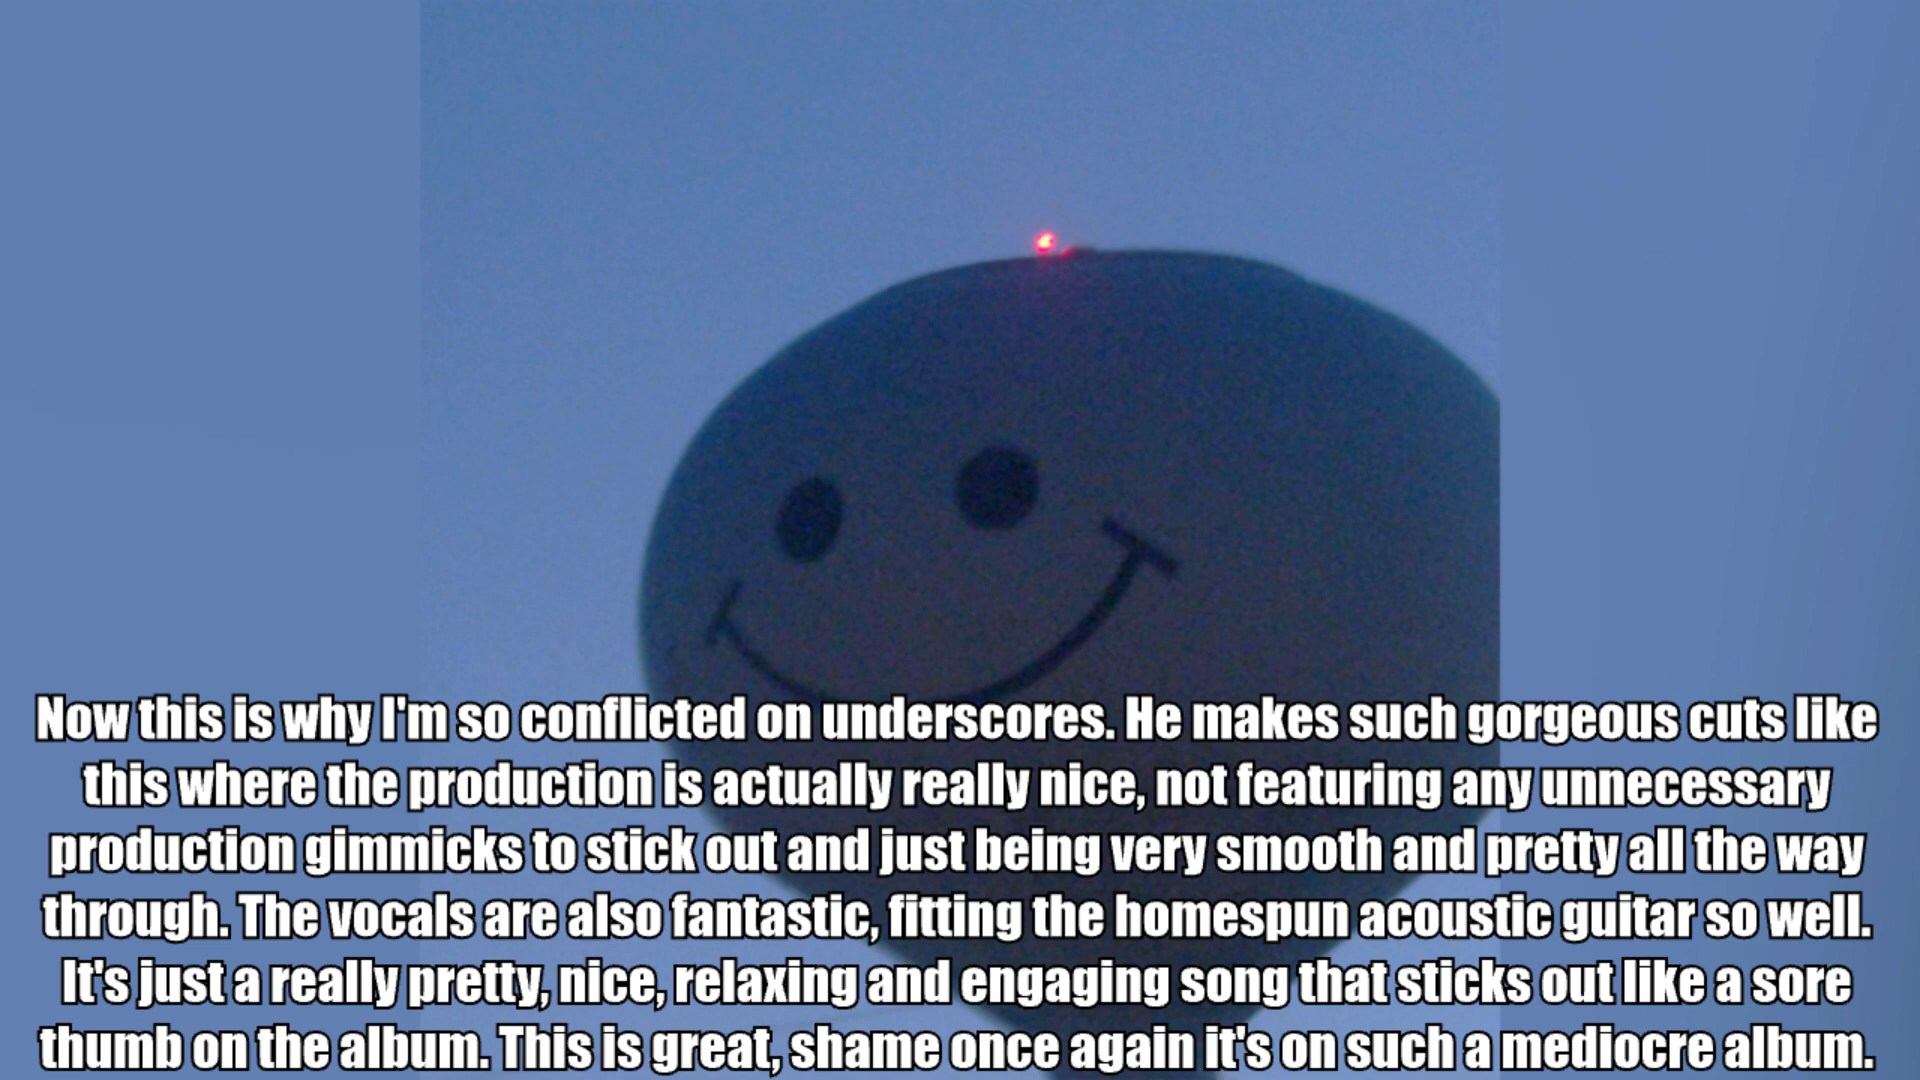 Now this is why I'm so conflicted on underscores. He makes such gorgeous cuts like
this where the production is actually really nice, not featuring any unnecessary
production gimmicks to stick out and just being very smooth and pretty all the way
through. The vocals are also fantastic, fitting the homespun acoustic guitar so well.
It's just a really pretty, nice, relaxing and engaging song that sticks out like a sore
thumb on the album. This is great, shame once again it's on such a mediocre album.